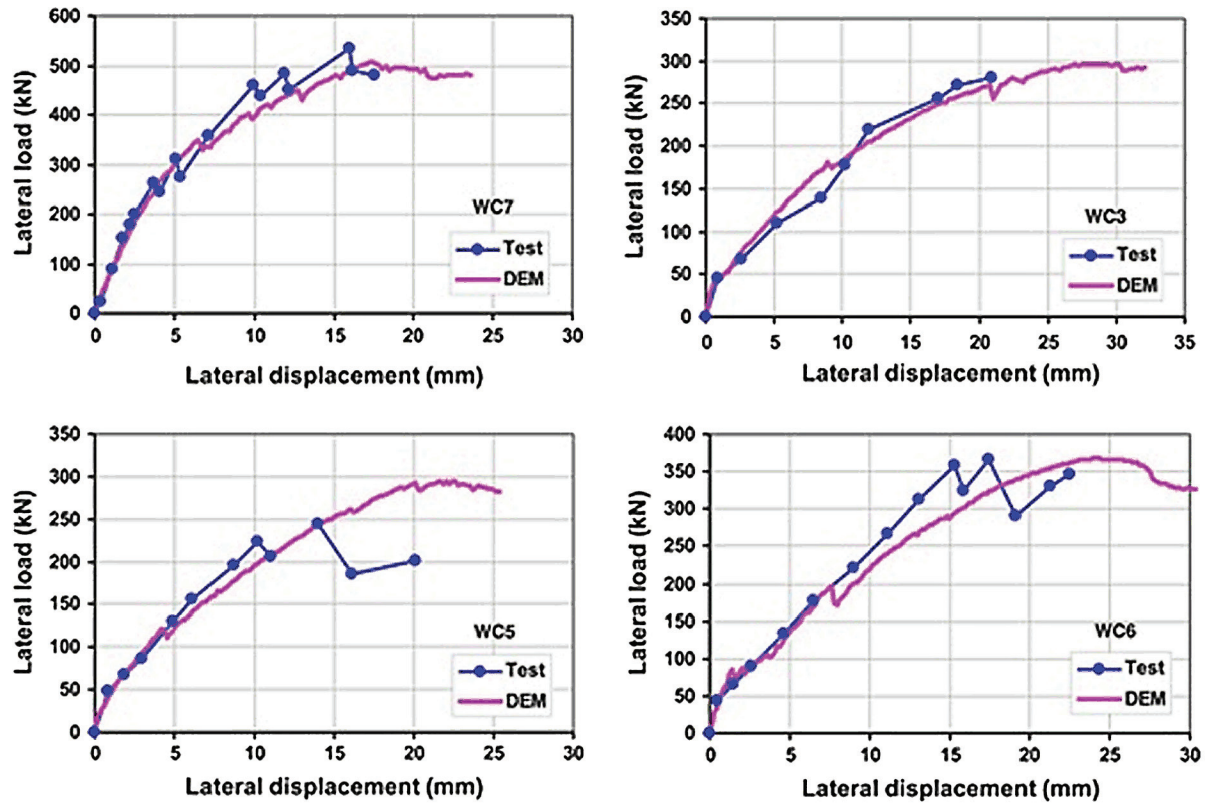 600
500
400
300
200
100
0
Lateral load (kN)
WC7
Test
DEM
0 5 10 15 20 25 30
Lateral displacement (mm)
350
300
250
200
150
100
50
0
Lateral load (kN)
WC3
Test
DEM
0 5 10 15 20 25 30 35
Lateral displacement (mm)
350
300
250
200
150
100
50
0
Lateral load (kN)
WC5
Test
DEM
0 5 10 15 20 25 30
Lateral displacement (mm)
400
350
300
250
200
150
100
50
0
Lateral load (kN)
WC6
Test
DEM
0 5 10 15 20 25 30
Lateral displacement (mm)